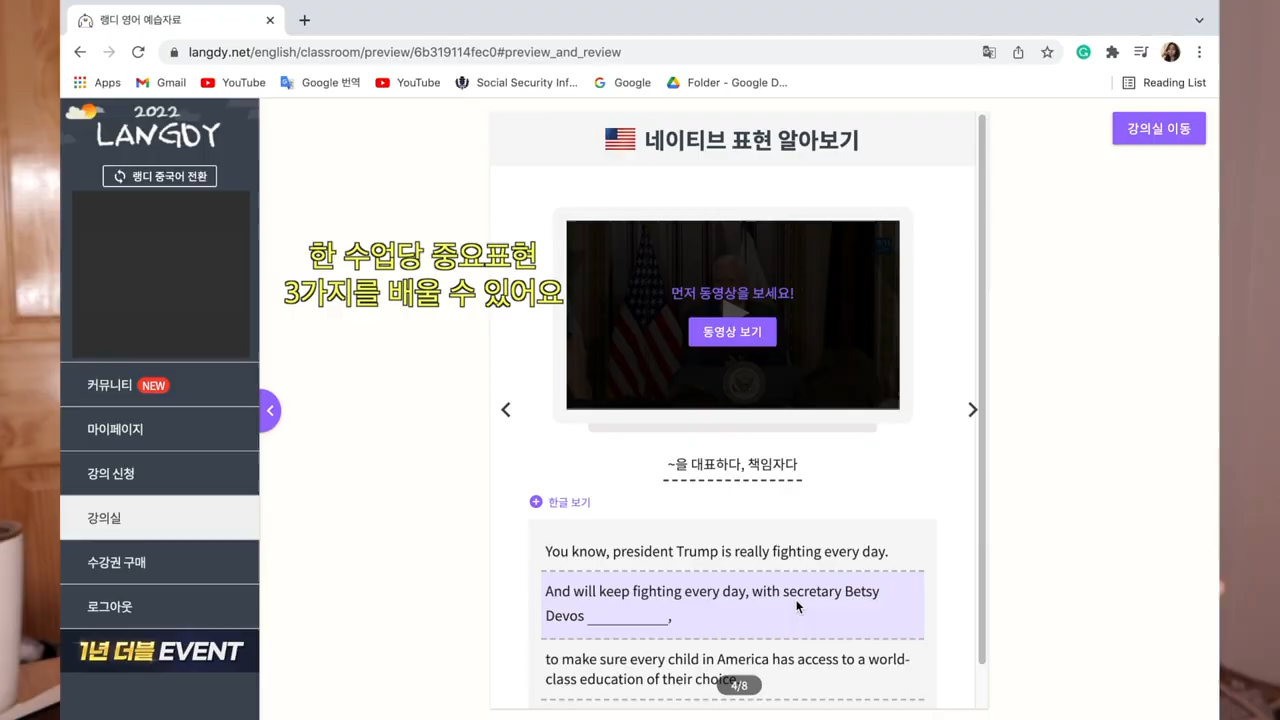 랭디 영어 예습자료
langdy.net/english/classroom/preview/6b319114fec0#preview_and_review
Apps
Gmail
YouTube
Google 번역
YouTube
Social Security Inf...
Google
Folder - Google D...
Reading List
2022
LANGDY
랭디 중국어 전환
커뮤니티 NEW
마이페이지
강의 신청
강의실
수강권 구매
로그아웃
1년 더블 EVENT
네이티브 표현 알아보기
강의실 이동
한 수업당 중요표현
3가지를 배울 수 있어요
먼저 동영상을 보세요!
동영상 보기
~을 대표하다, 책임자다
한글 보기
You know, president Trump is really fighting every day.
And will keep fighting every day, with secretary Betsy
Devos ___________,
to make sure every child in America has access to a world-
class education of their choice.
4/8